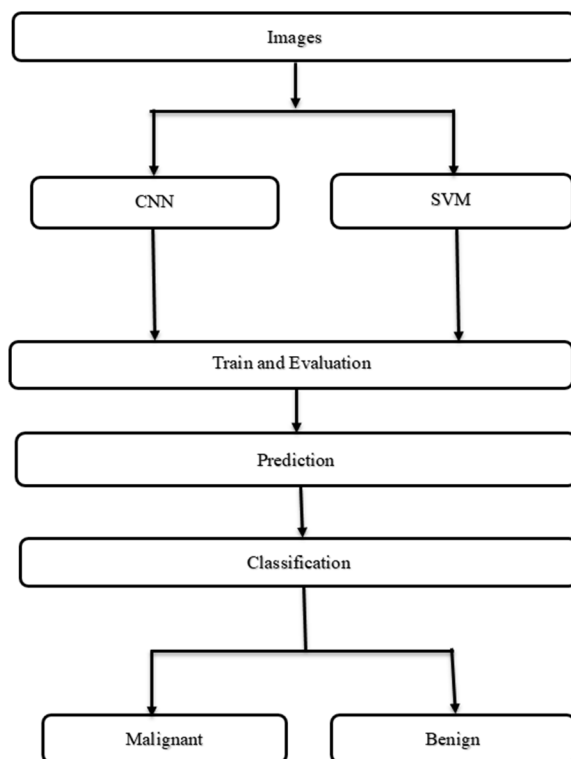 Images
CNN
SVM
Train and Evaluation
Prediction
Classification
Malignant
Benign